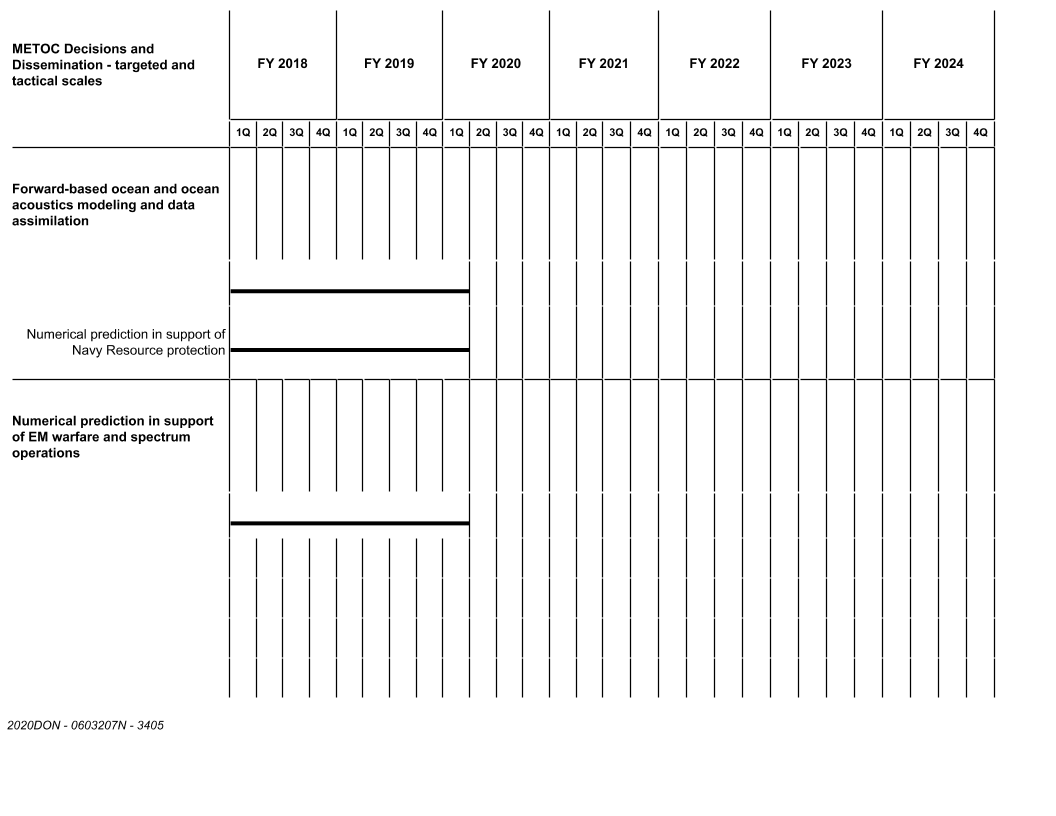 METOC Decisions and
Dissemination - targeted and
tactical scales
FY 2018 FY 2019 FY 2020 FY 2021 FY 2022 FY 2023 FY 2024
1Q 2Q 3Q 4Q 1Q 2Q 3Q 4Q 1Q 2Q 3Q 4Q 1Q 2Q 3Q 4Q 1Q 2Q 3Q 4Q 1Q 2Q 3Q 4Q 1Q 2Q 3Q 4Q
Forward-based ocean and ocean
acoustics modeling and data
assimilation
Numerical prediction in support of
Navy Resource protection
Numerical prediction in support
of EM warfare and spectrum
operations
2020DON - 0603207N - 3405